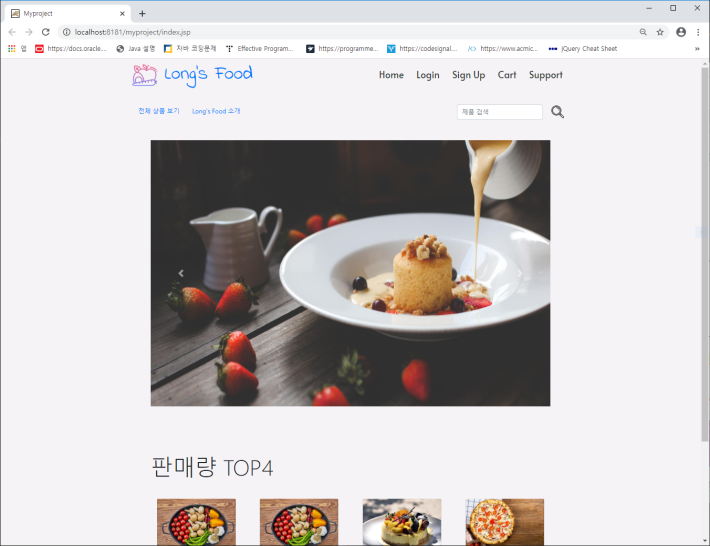 Myproject
localhost:8181/myproject/index.jsp
앱 https://docs.oracle... Java 설명 자바 코딩문제 Effective Program... https://programme... https://codesignal... https://www.acmic... jQuery Cheat Sheet »
Long's Food
Home Login Sign Up Cart Support
전체 상품 보기 Long's Food 소개
제품 검색
판매량 TOP4